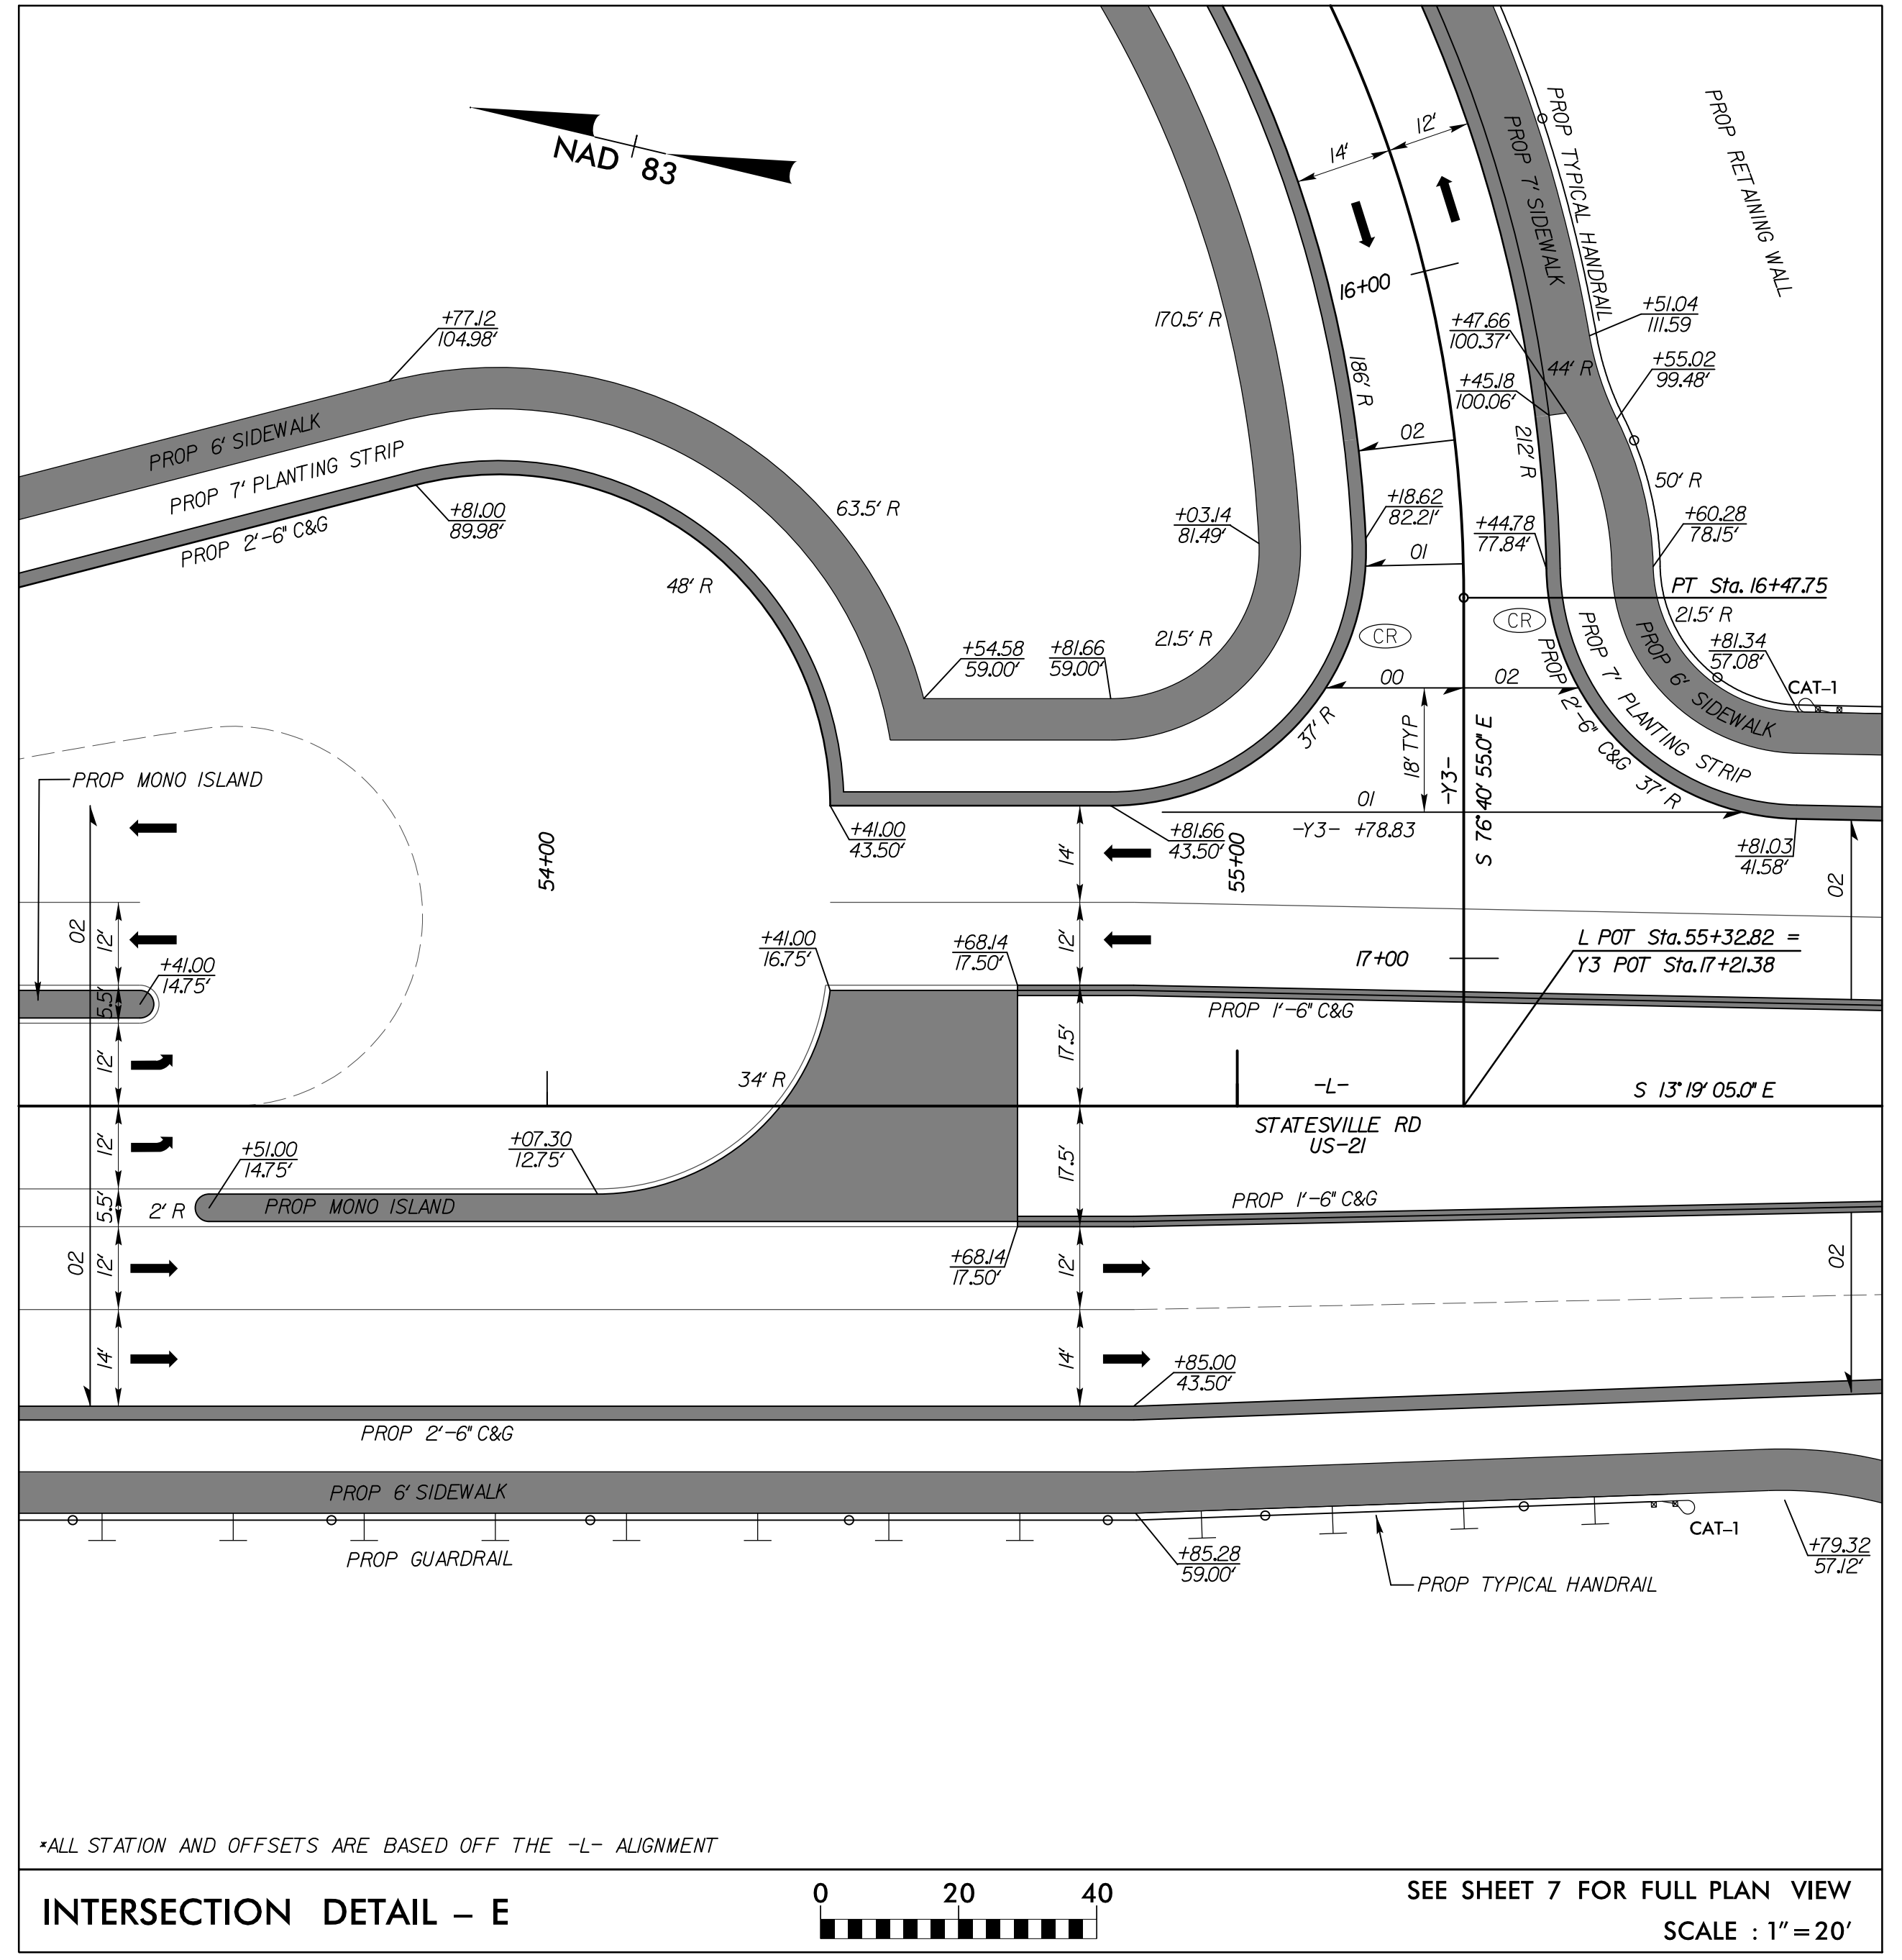 NAD 83
12'
14'
PROP 7' SIDEWALK
PROP TYPICAL HANDRAIL
PROP RETAINING WALL
16+00
170.5' R
186' R
+77.12
104.98'
+47.66
100.37'
+51.04
111.59
44' R
+55.02
99.48'
+45.18
100.06'
PROP 6' SIDEWALK
PROP 7' PLANTING STRIP
PROP 2'-6" C&G
+81.00
89.98'
63.5' R
48' R
02
212' R
50' R
+03.14
81.49'
+18.62
82.21'
+44.78
77.84'
+60.28
78.15'
01
PT Sta. 16+47.75
21.5' R
CR
CR
21.5' R
+81.34
57.08'
CAT-1
+54.58
59.00'
+81.66
59.00'
00
02
PROP 2'-6" C&G
PROP 7' PLANTING STRIP
PROP 6' SIDEWALK
37' R
37' R
18' TYP
-Y3-
S 76° 40' 55.0" E
01
-Y3- +78.83
PROP MONO ISLAND
54+00
+41.00
43.50'
14'
+81.66
43.50'
55+00
+81.03
41.58'
02
02
12'
+41.00
14.75'
5.5'
+41.00
16.75'
+68.14
17.50'
12'
17+00
L POT Sta. 55+32.82 =
Y3 POT Sta. 17+21.38
PROP 1'-6" C&G
12'
34' R
17.5'
-L-
S 13° 19' 05.0" E
STATESVILLE RD
US-21
12'
+51.00
14.75'
+07.30
12.75'
17.5'
5.5'
2' R
PROP MONO ISLAND
PROP 1'-6" C&G
02
12'
+68.14
17.50'
12'
02
14'
14'
+85.00
43.50'
PROP 2'-6" C&G
PROP 6' SIDEWALK
PROP GUARDRAIL
CAT-1
+85.28
59.00'
+79.32
57.12'
PROP TYPICAL HANDRAIL
*ALL STATION AND OFFSETS ARE BASED OFF THE -L- ALIGNMENT
INTERSECTION DETAIL – E
0 20 40
SEE SHEET 7 FOR FULL PLAN VIEW
SCALE : 1"=20'